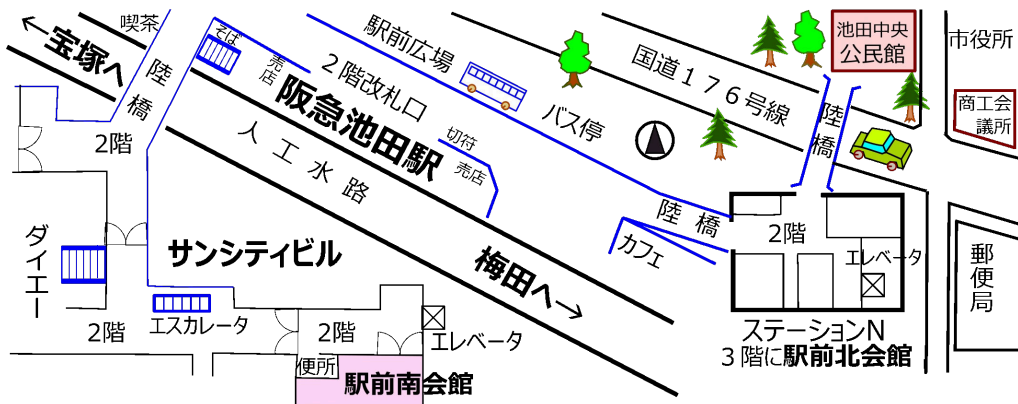 喫茶
←宝塚へ
陸橋
そば
売店
2階改札口
駅前広場
阪急池田駅
切符
売店
人工水路
梅田へ→
バス停
国道176号線
池田中央
公民館
市役所
商工会
議所
陸橋
陸橋
カフェ
2階
エレベータ
郵便局
ステーションN
3階に駅前北会館
2階
ダイエー
サンシティビル
エスカレータ
2階
2階
エレベータ
便所
駅前南会館